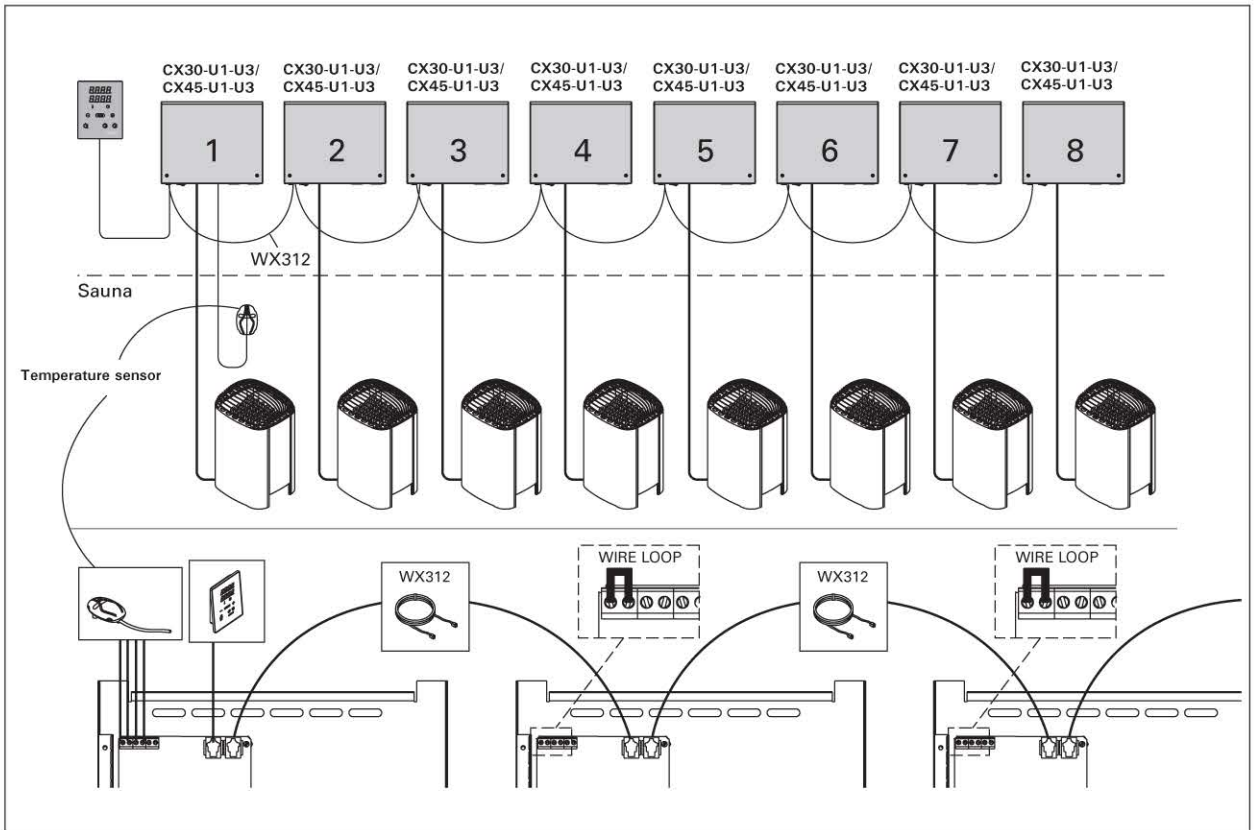 CX30-U1-U3/ CX30-U1-U3/ CX30-U1-U3/ CX30-U1-U3/ CX30-U1-U3/ CX30-U1-U3/ CX30-U1-U3/ CX30-U1-U3/
CX45-U1-U3 CX45-U1-U3 CX45-U1-U3 CX45-U1-U3 CX45-U1-U3 CX45-U1-U3 CX45-U1-U3 CX45-U1-U3
8888
8888
1 2 3 4 5 6 7 8
WX312
Sauna
Temperature sensor
WIRE LOOP WIRE LOOP
WX312 WX312